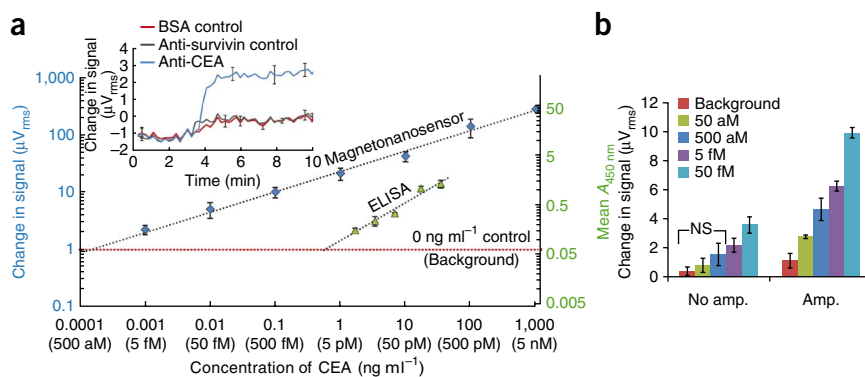 a
BSA control
Anti-survivin control
Anti-CEA
Change in signal
(μVrms)
4
3
2
1
0
−1
−2
0 2 4 6 8 10
Time (min)
Change in signal (μVrms)
1,000
100
10
1
0.1
Magnetonanosensor
ELISA
0 ng ml−1 control
(Background)
50
5
0.5
0.05
0.005
Mean A450 nm
0.0001 0.001 0.01 0.1 1 10 100 1,000
(500 aM) (5 fM) (50 fM) (500 fM) (5 pM) (50 pM) (500 pM) (5 nM)
Concentration of CEA (ng ml−1)
b
Background
50 aM
500 aM
5 fM
50 fM
Change in signal (μVrms)
12
10
8
6
4
2
0
NS
No amp. Amp.